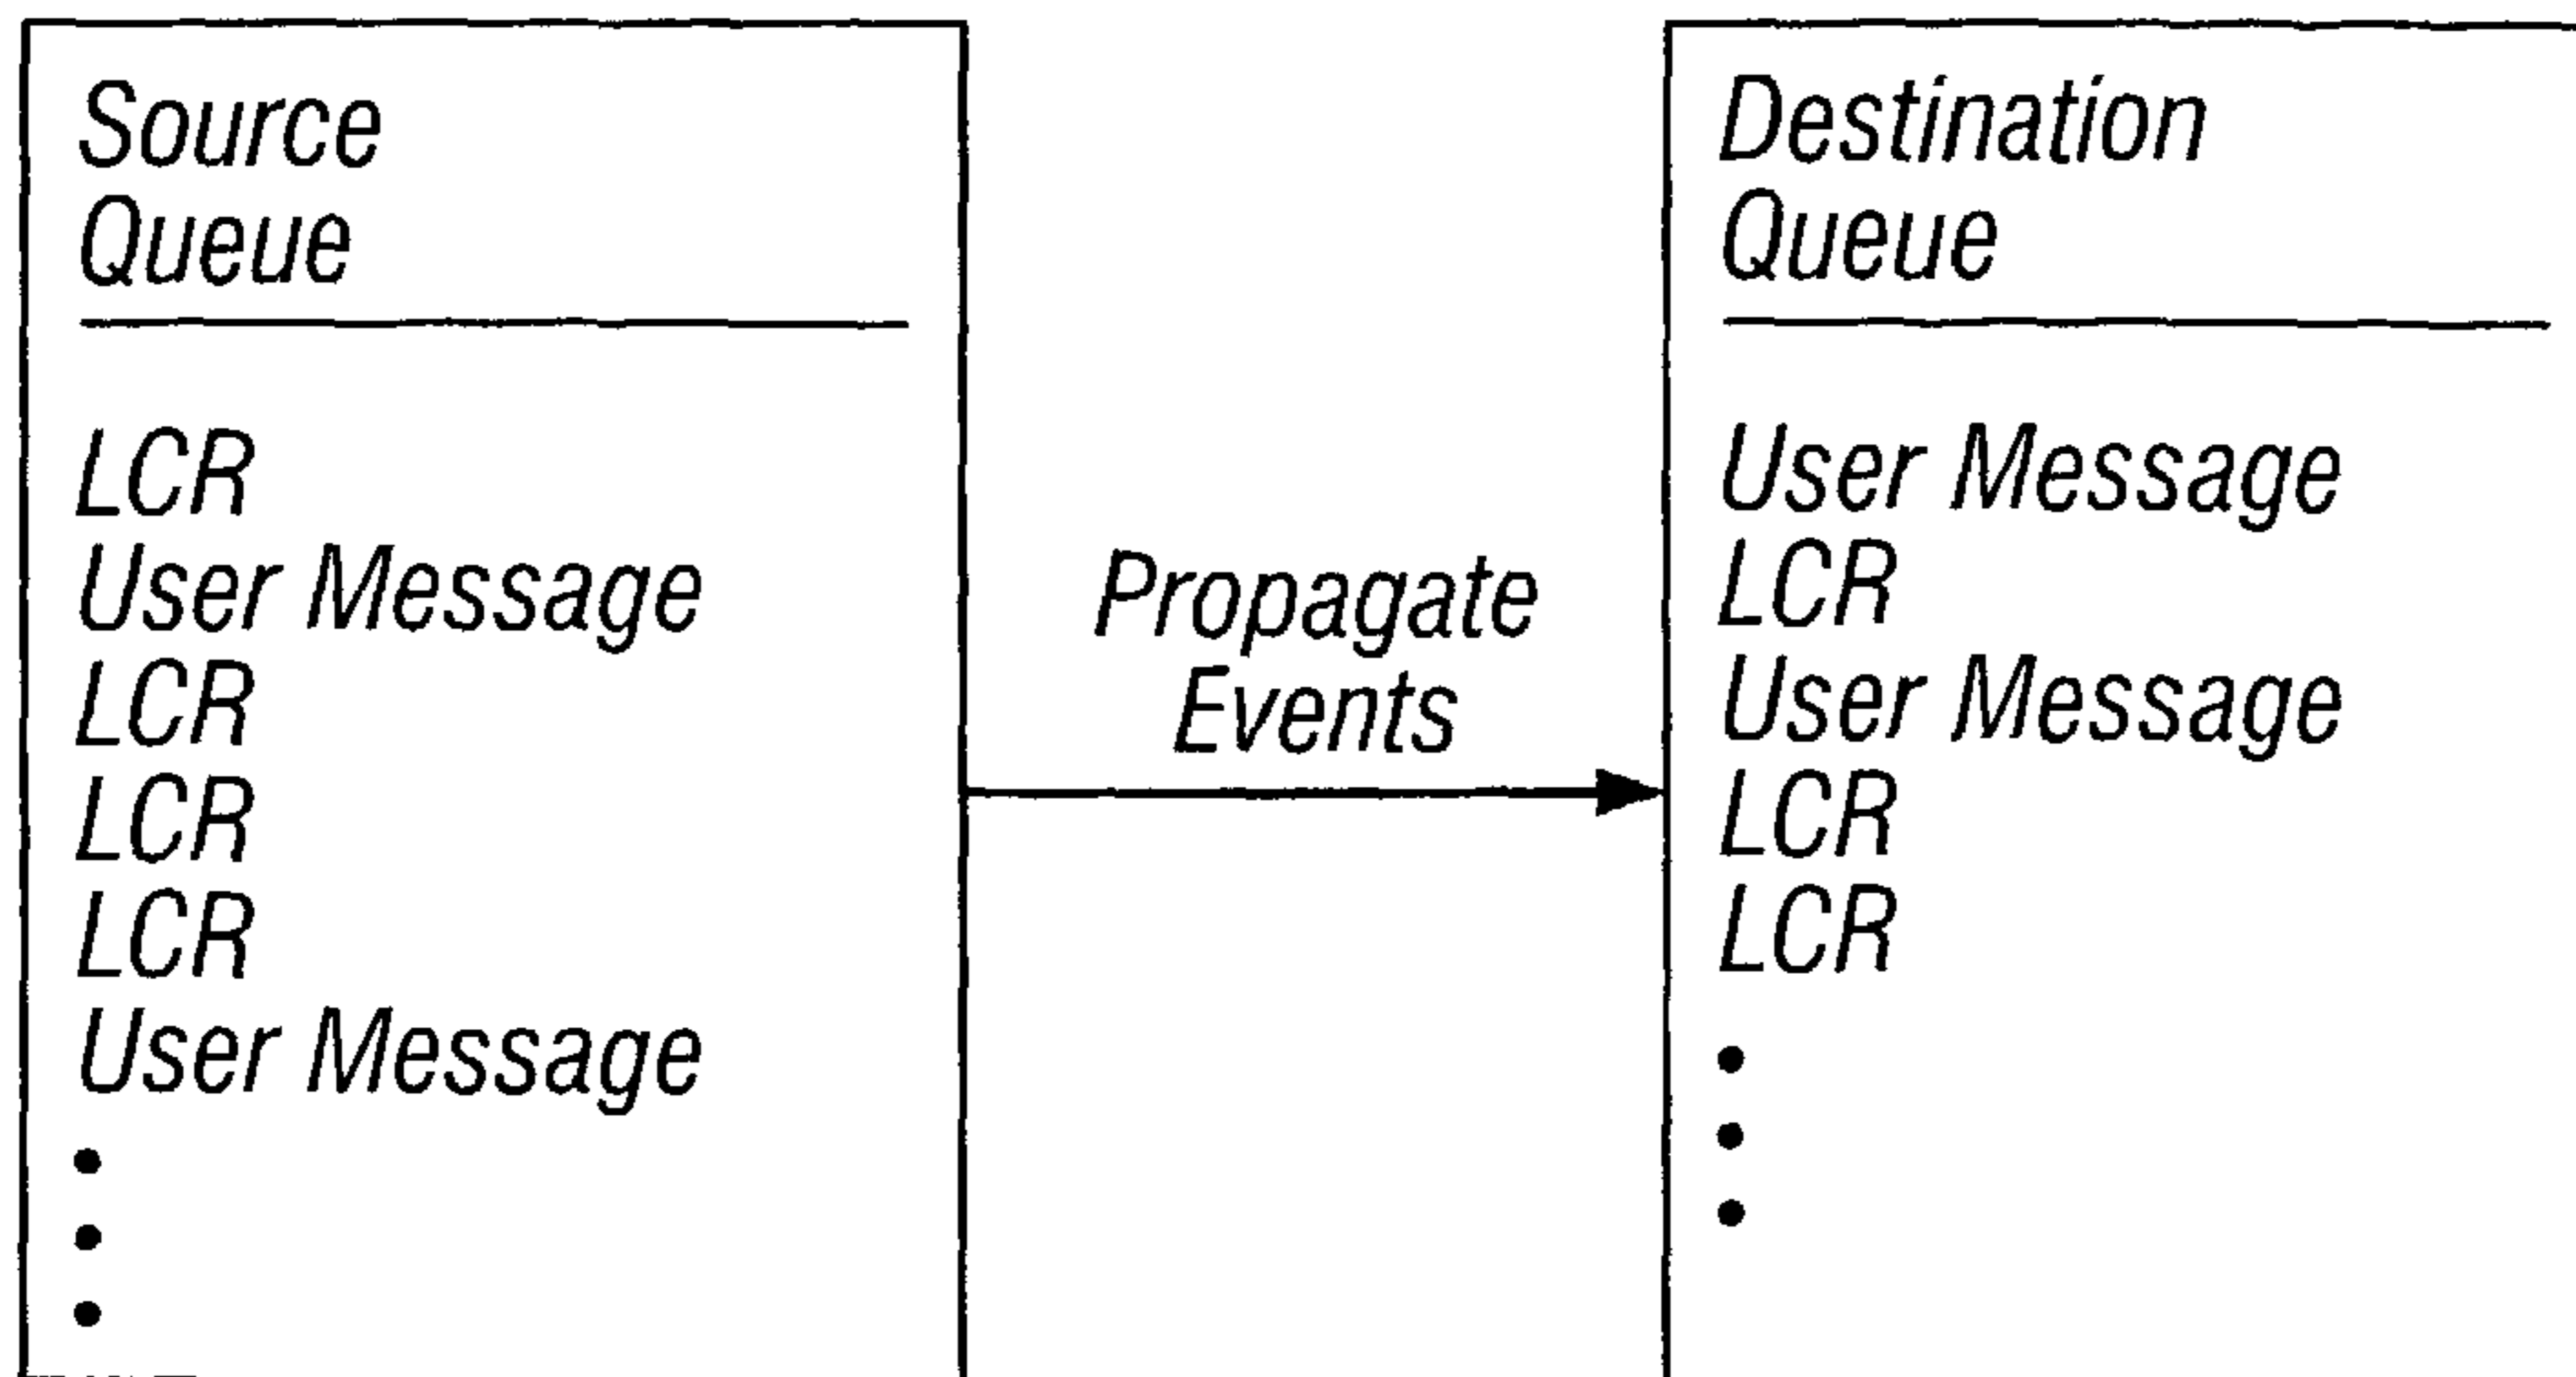 Source
Queue
LCR
User Message
LCR
LCR
LCR
User Message
Propagate
Events
Destination
Queue
User Message
LCR
User Message
LCR
LCR